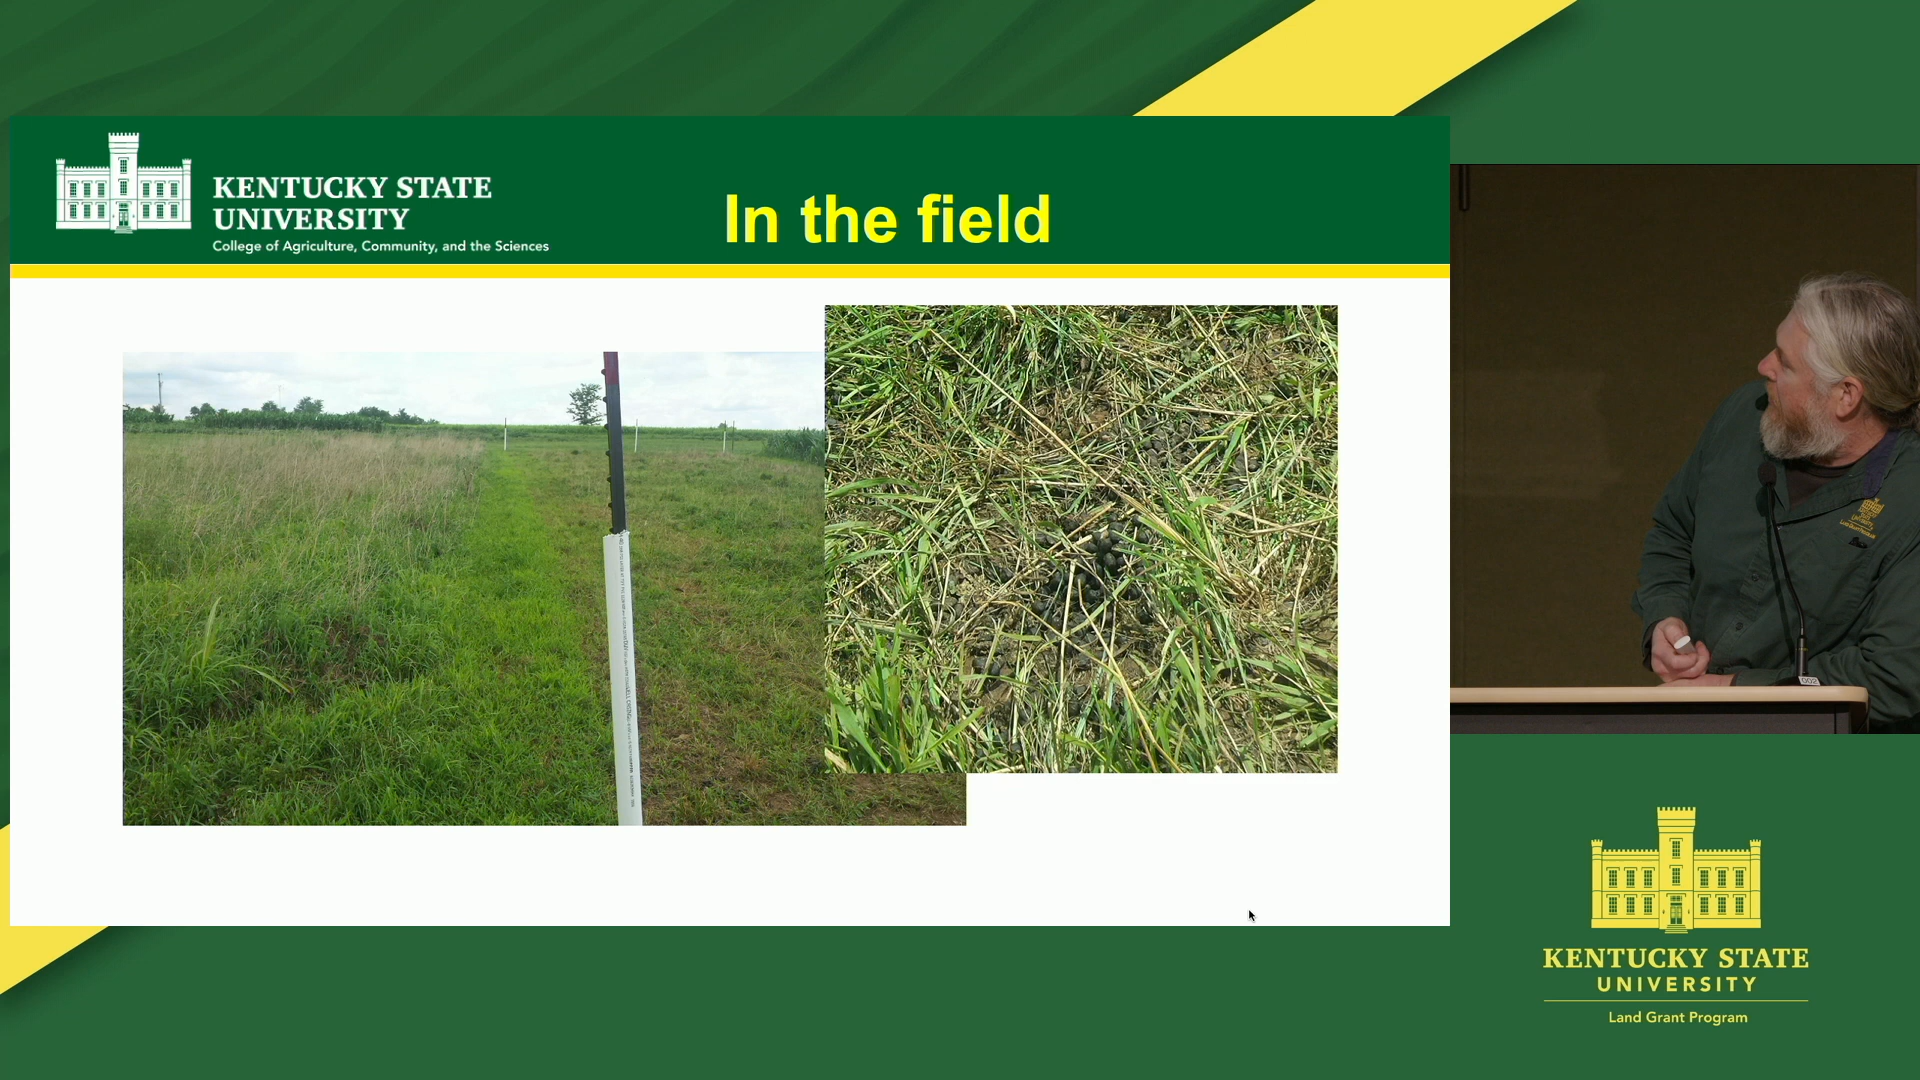 KENTUCKY STATE
UNIVERSITY
College of Agriculture, Community, and the Sciences
In the field
002
KENTUCKY STATE
UNIVERSITY
Land Grant Program